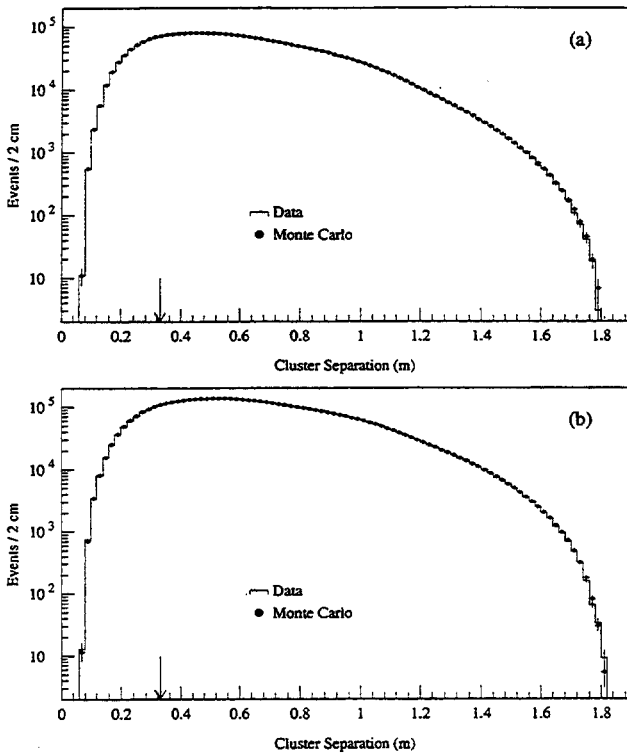 10^5
(a)
10^4
10^3
Events / 2 cm
10^2
Data
Monte Carlo
10
0 0.2 0.4 0.6 0.8 1 1.2 1.4 1.6 1.8
Cluster Separation (m)
10^5
(b)
10^4
10^3
Events / 2 cm
10^2
Data
Monte Carlo
10
0 0.2 0.4 0.6 0.8 1 1.2 1.4 1.6 1.8
Cluster Separation (m)